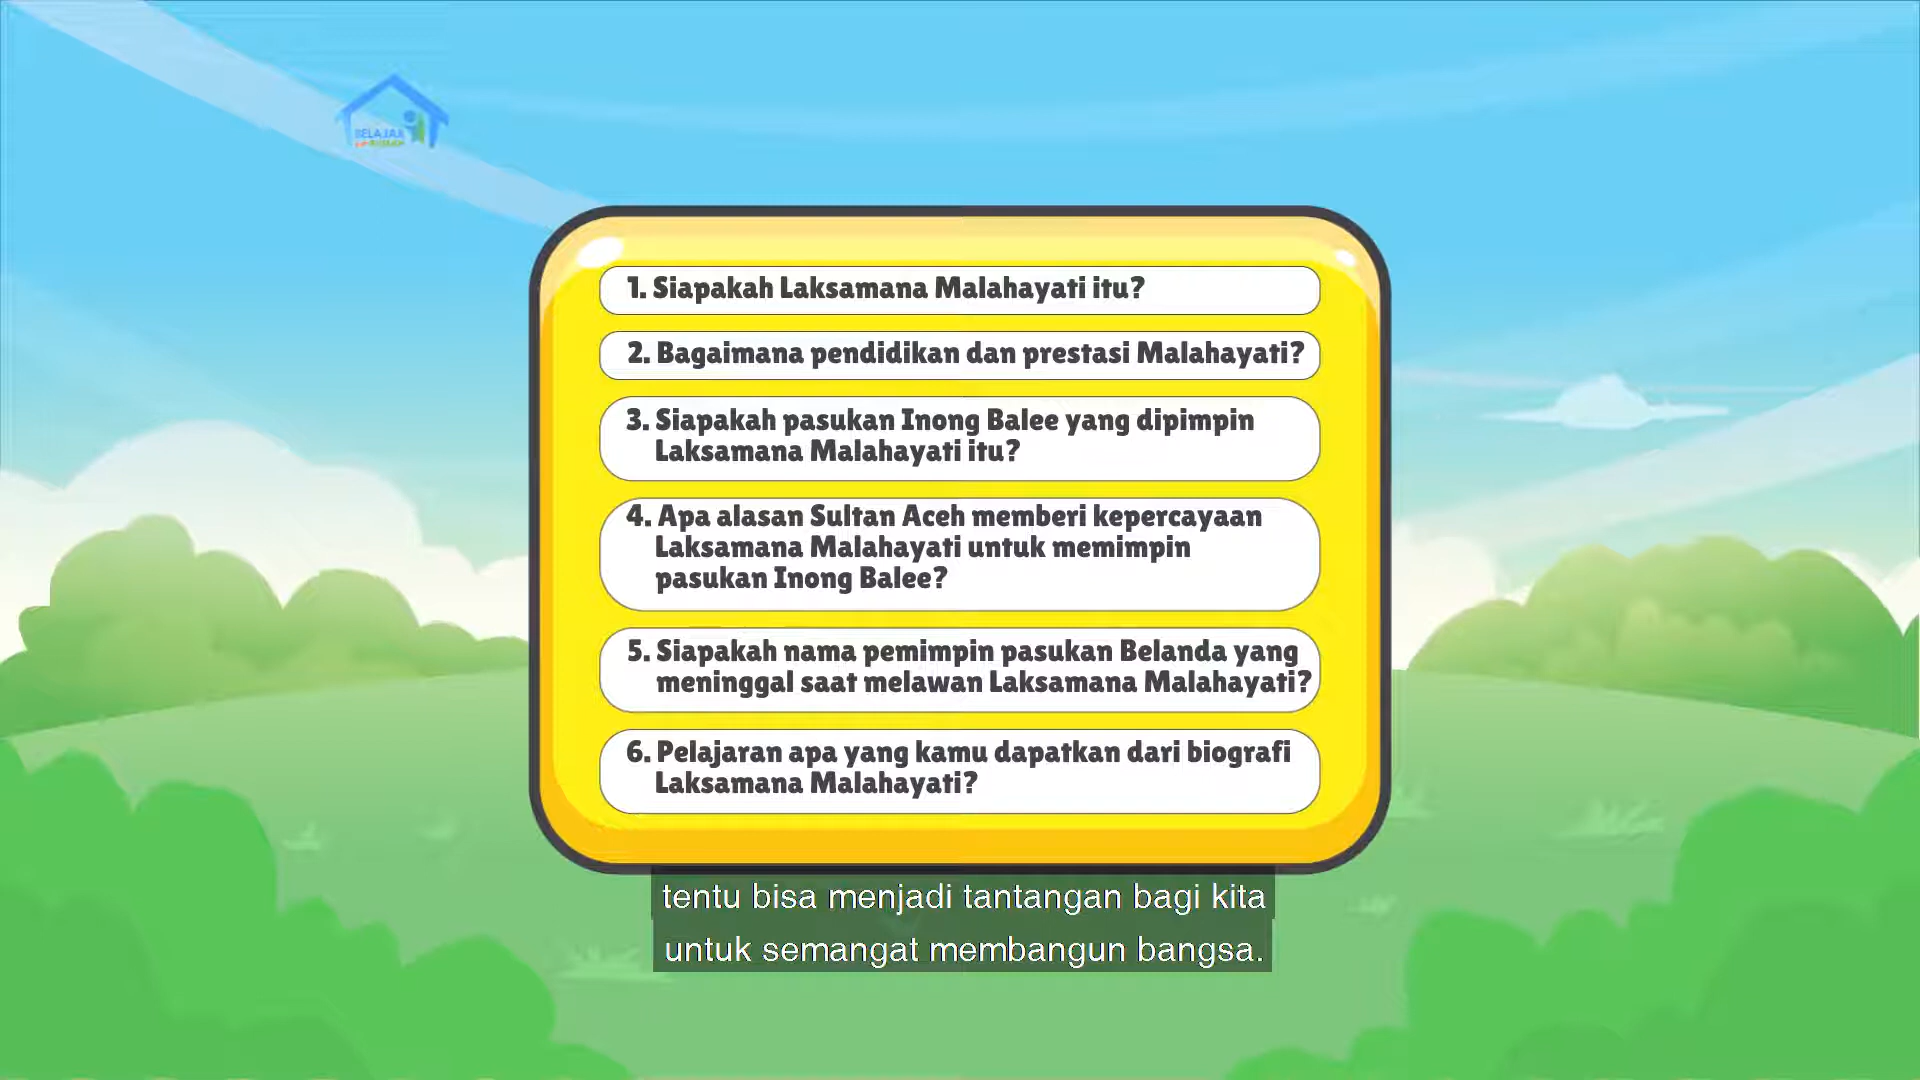 BELAJAR
1. Siapakah Laksamana Malahayati itu?
2. Bagaimana pendidikan dan prestasi Malahayati?
3. Siapakah pasukan Inong Balee yang dipimpin
Laksamana Malahayati itu?
4. Apa alasan Sultan Aceh memberi kepercayaan
Laksamana Malahayati untuk memimpin
pasukan Inong Balee?
5. Siapakah nama pemimpin pasukan Belanda yang
meninggal saat melawan Laksamana Malahayati?
6. Pelajaran apa yang kamu dapatkan dari biografi
Laksamana Malahayati?
tentu bisa menjadi tantangan bagi kita
untuk semangat membangun bangsa.